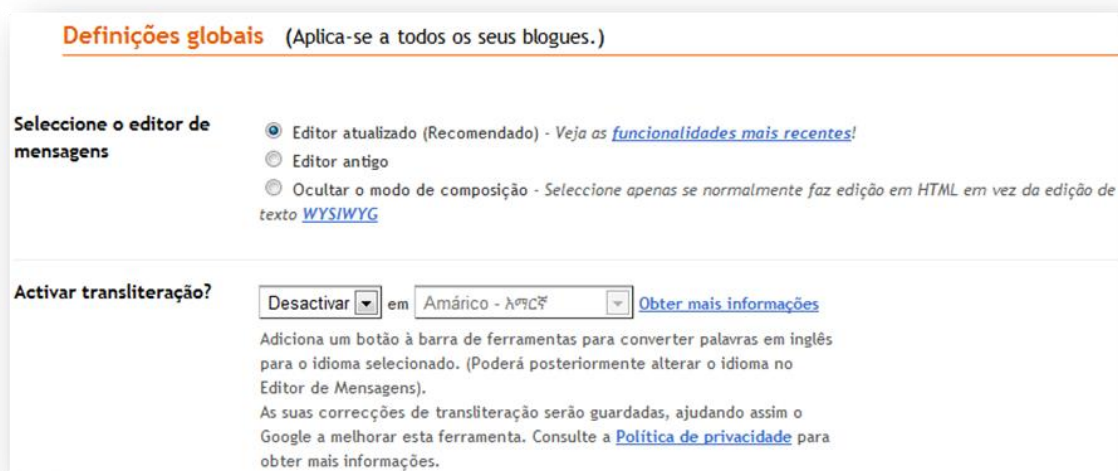 Definições globais (Aplica-se a todos os seus blogues.)
Seleccione o editor de
mensagens
Editor atualizado (Recomendado) - Veja as funcionalidades mais recentes!
Editor antigo
Ocultar o modo de composição - Seleccione apenas se normalmente faz edição em HTML em vez da edição de
texto WYSIWYG
Activar transliteração?
Desactivar em Amárico - አማርኛ Obter mais informações
Adiciona um botão à barra de ferramentas para converter palavras em inglês
para o idioma selecionado. (Poderá posteriormente alterar o idioma no
Editor de Mensagens).
As suas correcções de transliteração serão guardadas, ajudando assim o
Google a melhorar esta ferramenta. Consulte a Política de privacidade para
obter mais informações.